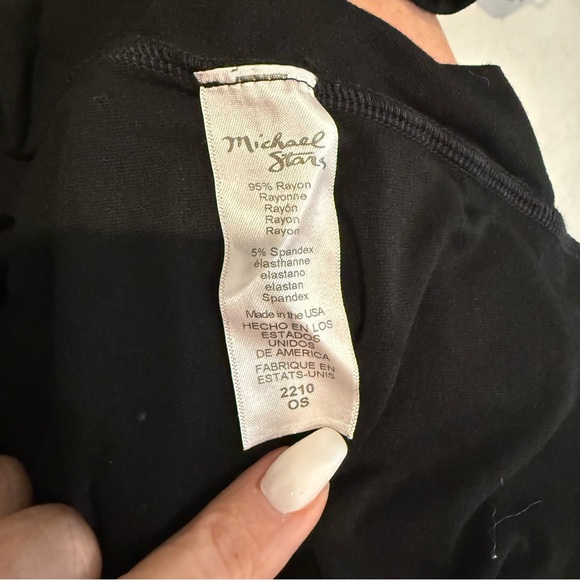 Michael
Stars
95% Rayon
Rayonne
Rayón
Rayon
Rayon
5% Spandex
élasthanne
elastano
elastan
Spandex
Made in the USA
HECHO EN LOS
ESTADOS
UNIDOS
DE AMERICA
FABRIQUE EN
ESTATS-UNIS
2210
OS